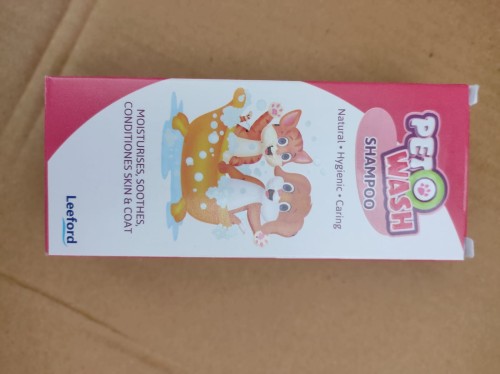 PET
WASH
SHAMPOO
Natural • Hygienic • Caring
MOISTURISES, SOOTHES,
CONDITIONES SKIN & COAT
Leeford